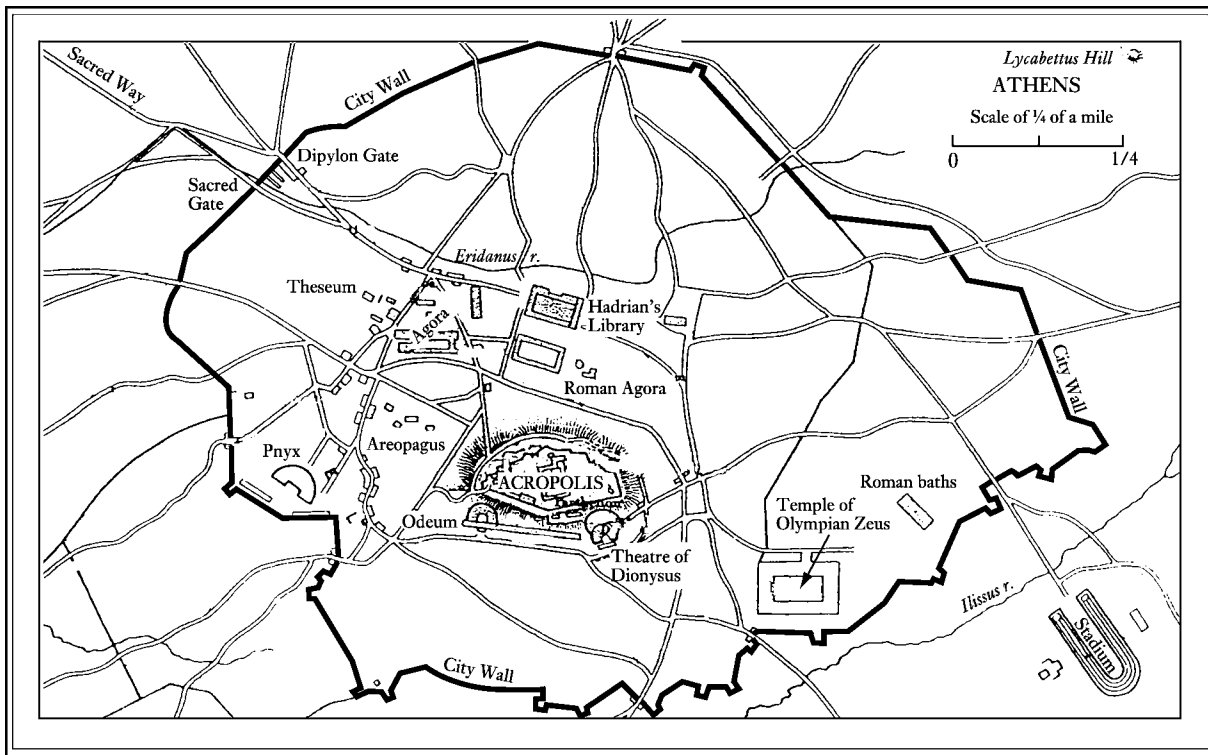 Lycabettus Hill
ATHENS
Scale of ¼ of a mile
0 1/4
Sacred Way
City Wall
Dipylon Gate
Sacred
Gate
Eridanus r.
Theseum
Agora
Hadrian's
Library
Roman Agora
City Wall
Areopagus
Pnyx
ACROPOLIS
Roman baths
Temple of
Olympian Zeus
Odeum
Theatre of
Dionysus
Ilissus r.
Stadium
City Wall